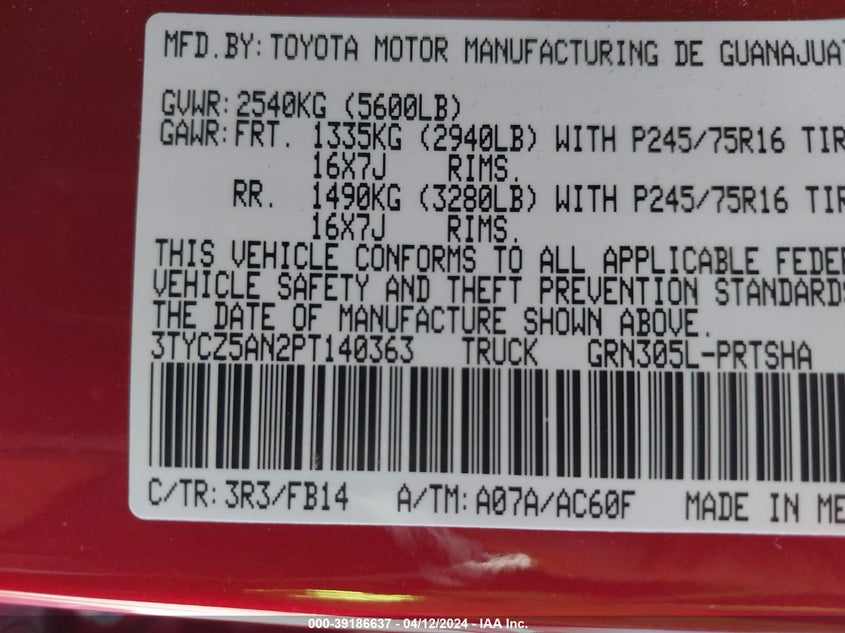 MFD.BY: TOYOTA MOTOR MANUFACTURING DE GUANAJUA
GVWR: 2540KG (5600LB)
GAWR: FRT. 1335KG (2940LB) WITH P245/75R16 TIR
16X7J RIMS.
RR. 1490KG (3280LB) WITH P245/75R16 TIR
16X7J RIMS.
THIS VEHICLE CONFORMS TO ALL APPLICABLE FEDER
VEHICLE SAFETY AND THEFT PREVENTION STANDARDS
THE DATE OF MANUFACTURE SHOWN ABOVE.
3TYCZ5AN2PT140363 TRUCK GRN305L-PRTSHA
C/TR: 3R3/FB14 A/TM: A07A/AC60F MADE IN ME
000-39186637 - 04/12/2024 - IAA Inc.